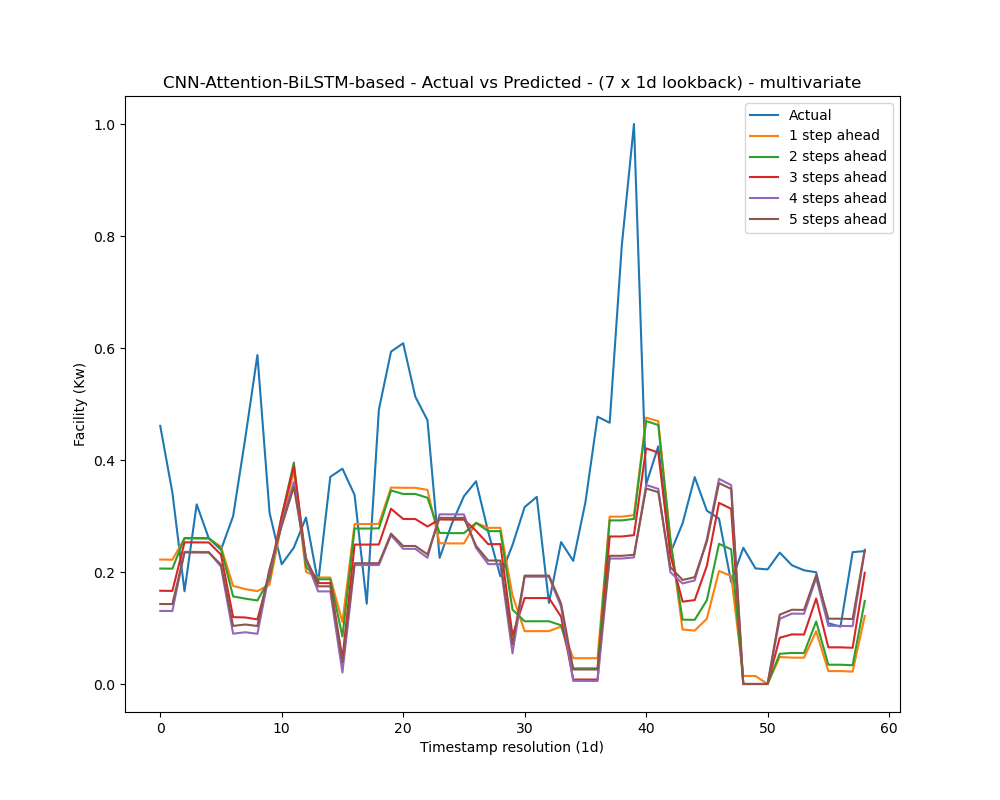 CNN-Attention-BiLSTM-based - Actual vs Predicted - (7 x 1d lookback) - multivariate
Actual
1 step ahead
2 steps ahead
3 steps ahead
4 steps ahead
5 steps ahead
Facility (Kw)
1.0
0.8
0.6
0.4
0.2
0.0
0 10 20 30 40 50 60
Timestamp resolution (1d)